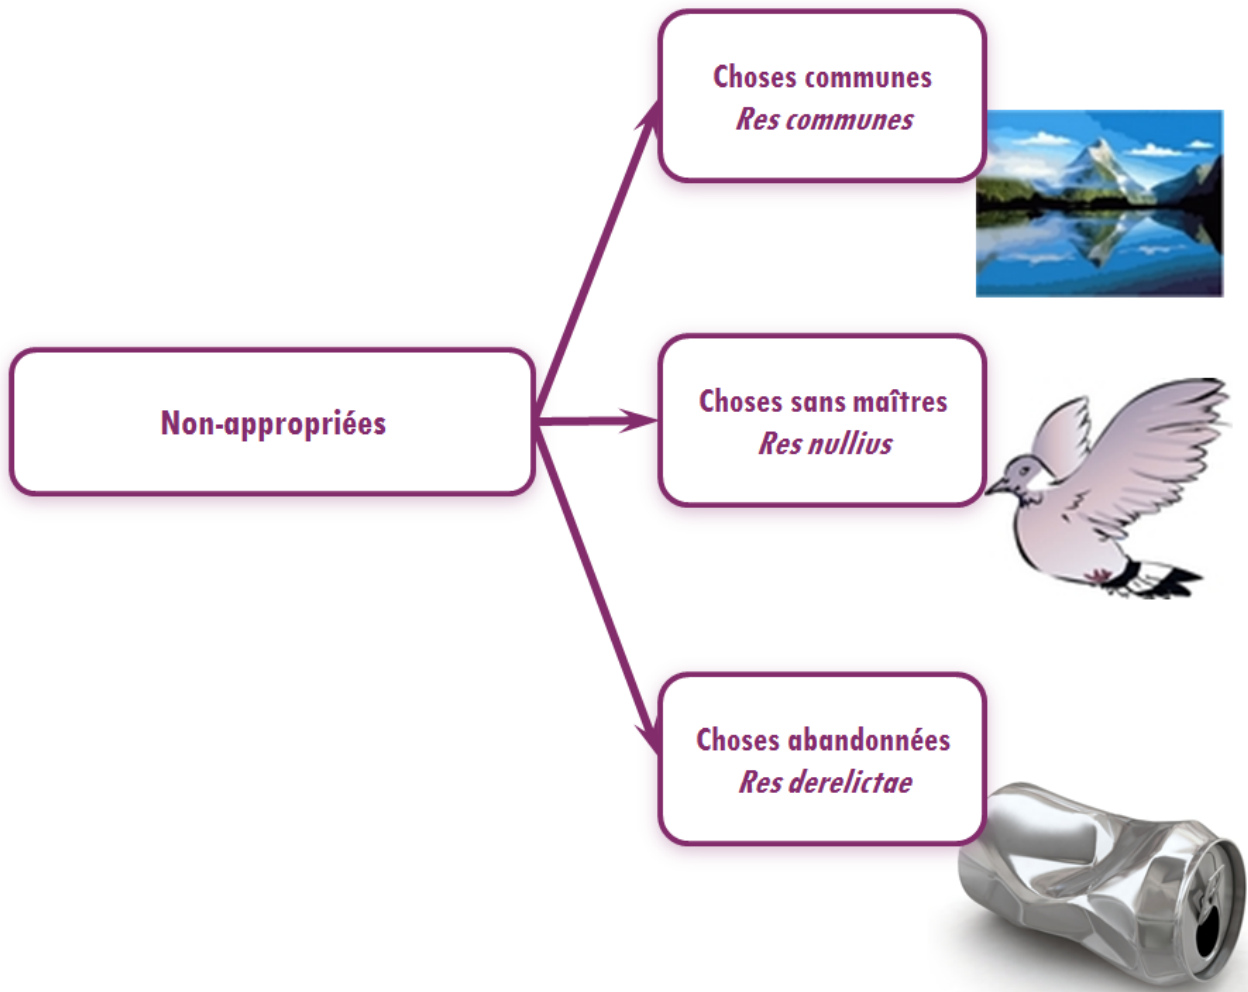 Choses communes
Res communes
Non-appropriées
Choses sans maîtres
Res nullius
Choses abandonnées
Res derelictae